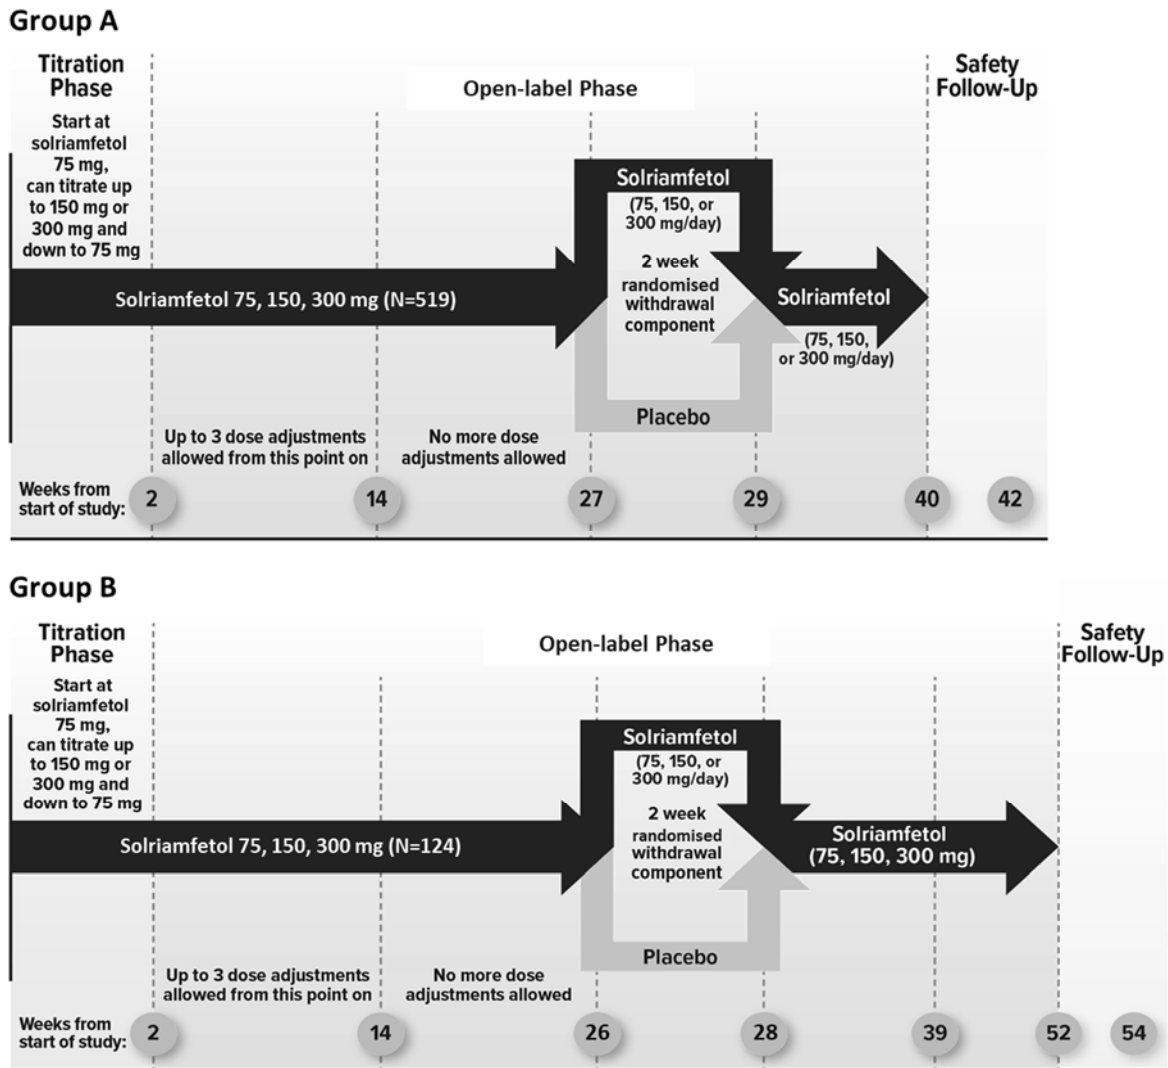 Group A
Titration
Phase
Open-label Phase
Safety
Follow-Up
Start at
solriamfetol
75 mg,
can titrate up
to 150 mg or
300 mg and
down to 75 mg
Solriamfetol 75, 150, 300 mg (N=519)
Solriamfetol
(75, 150, or
300 mg/day)
2 week
randomised
withdrawal
component
Placebo
Solriamfetol
(75, 150,
or 300 mg/day)
Up to 3 dose adjustments
allowed from this point on
No more dose
adjustments allowed
Weeks from
start of study:
2
14
27
29
40
42
Group B
Titration
Phase
Open-label Phase
Safety
Follow-Up
Start at
solriamfetol
75 mg,
can titrate up
to 150 mg or
300 mg and
down to 75 mg
Solriamfetol 75, 150, 300 mg (N=124)
Solriamfetol
(75, 150, or
300 mg/day)
2 week
randomised
withdrawal
component
Placebo
Solriamfetol
(75, 150, 300 mg)
Up to 3 dose adjustments
allowed from this point on
No more dose
adjustments allowed
Weeks from
start of study:
2
14
26
28
39
52
54